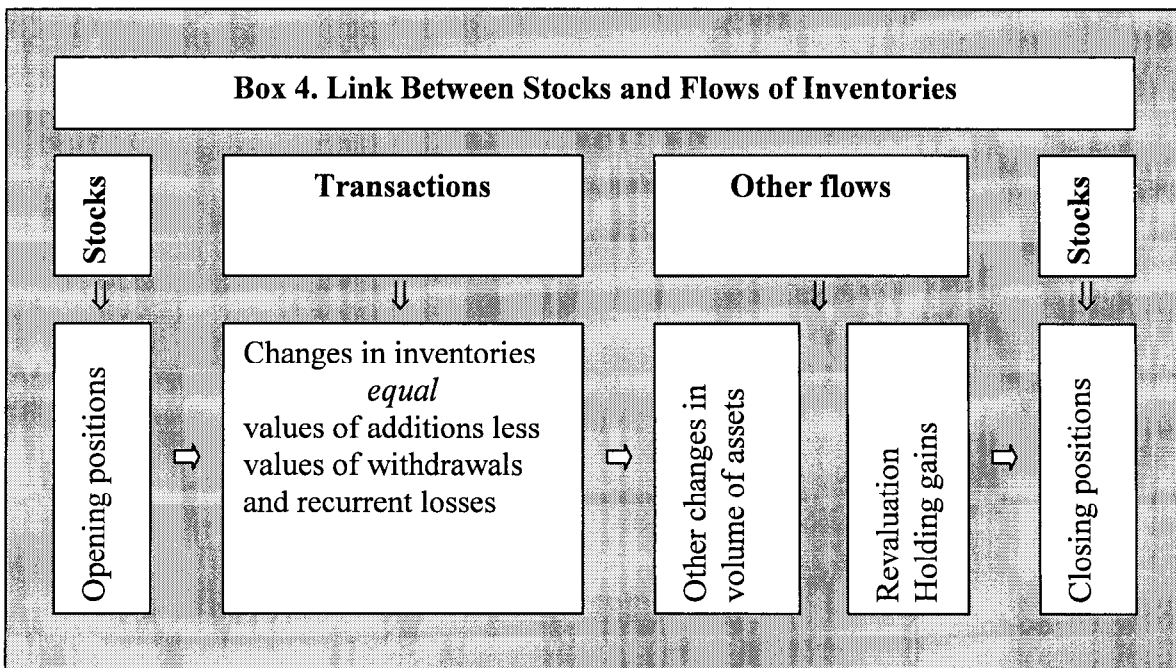 Box 4. Link Between Stocks and Flows of Inventories
Stocks
Transactions
Other flows
Stocks
Opening positions
Changes in inventories
equal
values of additions less
values of withdrawals
and recurrent losses
Other changes in
volume of assets
Revaluation
Holding gains
Closing positions